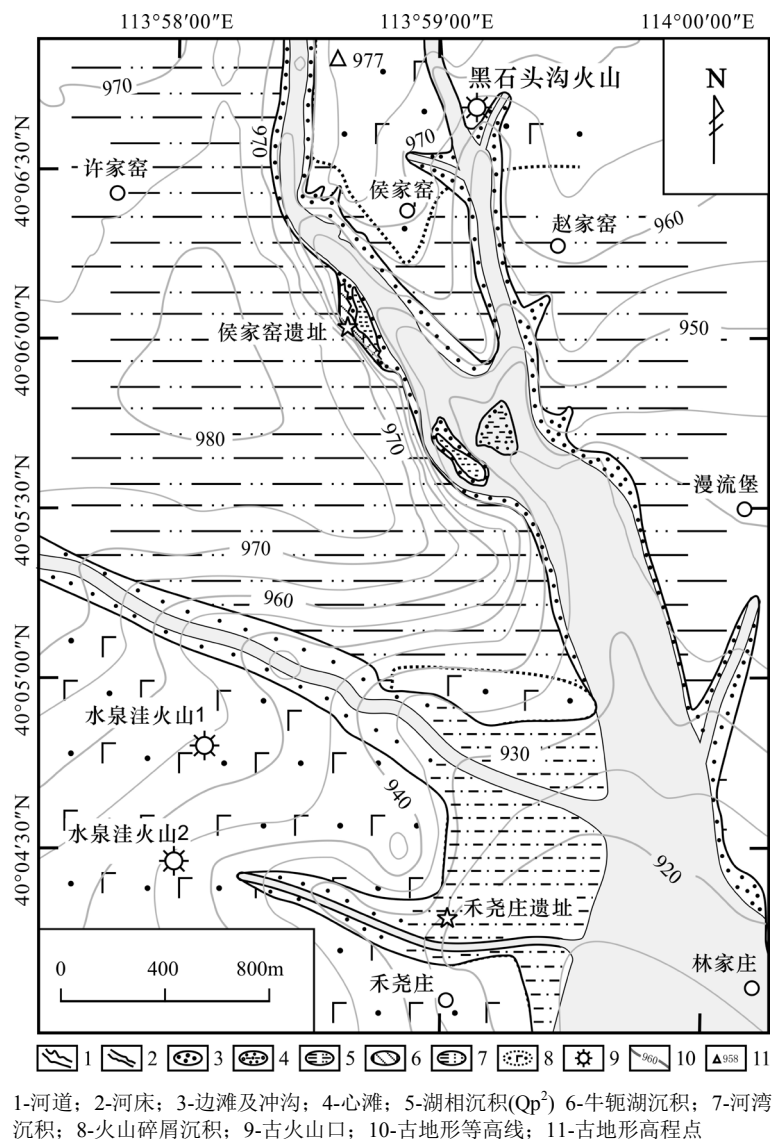 113°58′00″E 113°59′00″E 114°00′00″E
977
黑石头沟火山
N
970
970
970
40°06′30″N
许家窑
侯家窑
赵家窑
960
侯家窑遗址
950
40°06′00″N
980
970
漫流堡
40°05′30″N
970
960
40°05′00″N
水泉洼火山1
930
940
水泉洼火山2
40°04′30″N
920
禾尧庄遗址
林家庄
禾尧庄
0 400 800m
1 2 3 4 5 6 7 8 9 960 10 958 11
1-河道；2-河床；3-边滩及冲沟；4-心滩；5-湖相沉积(Qp²) 6-牛轭湖沉积；7-河湾
沉积；8-火山碎屑沉积；9-古火山口；10-古地形等高线；11-古地形高程点